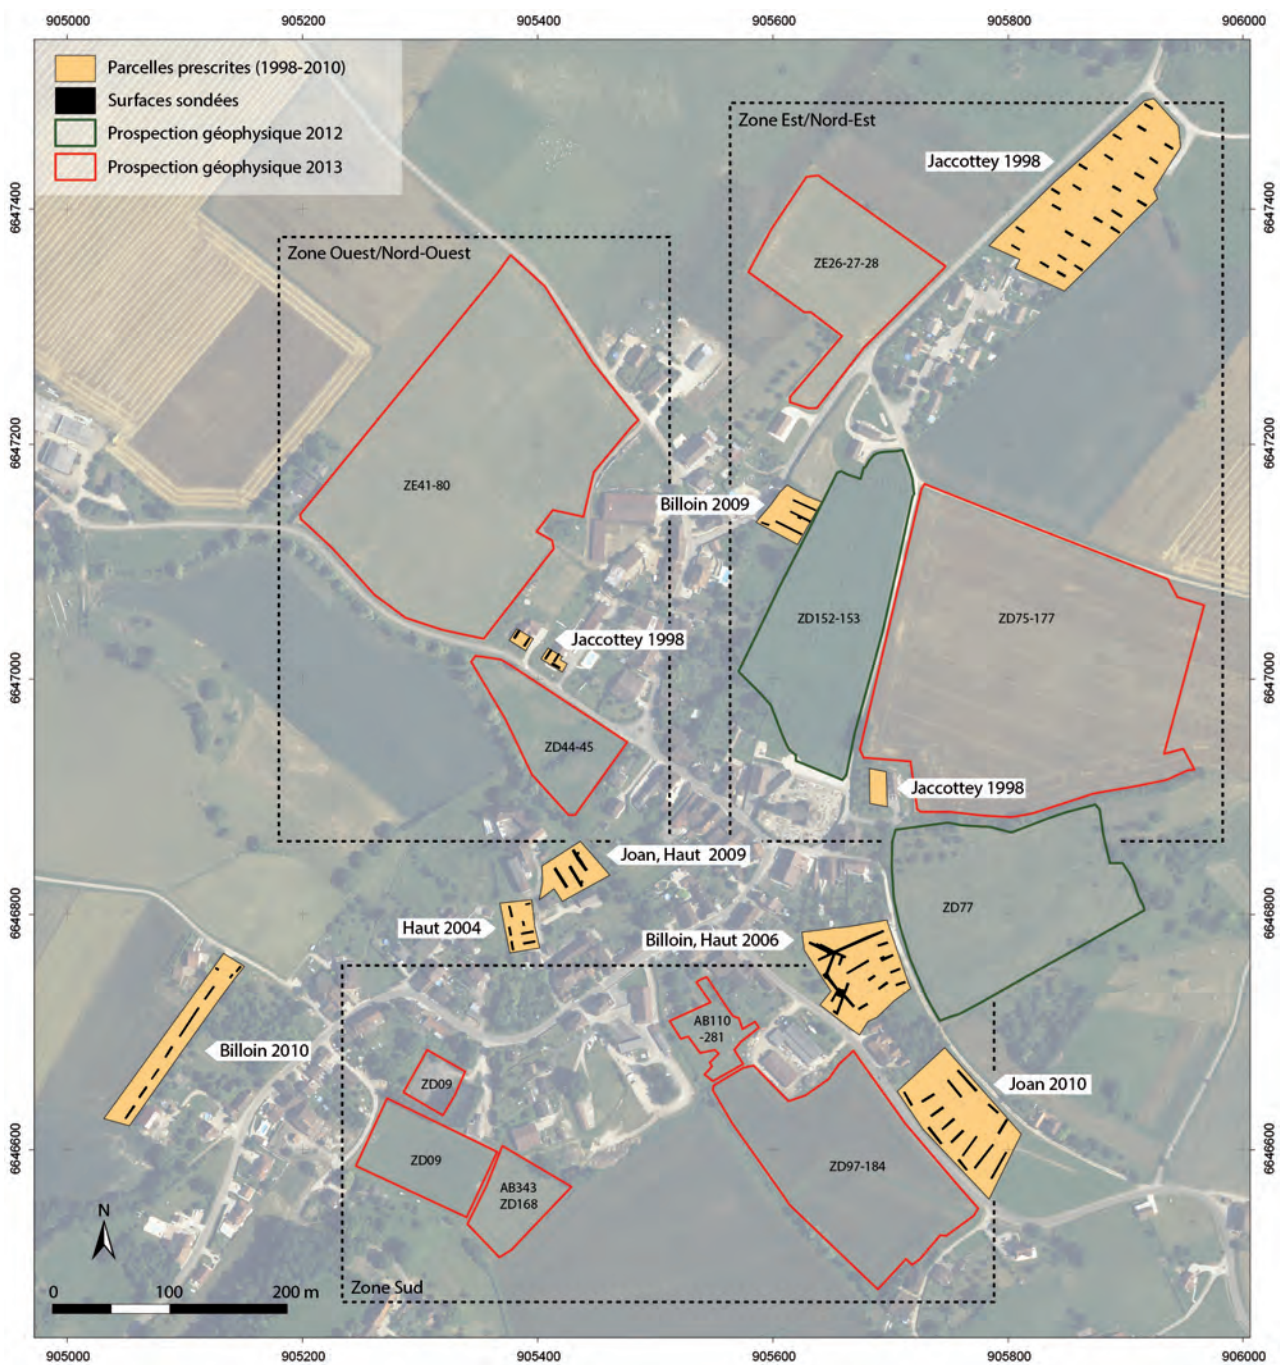 905000
905200
905400
905600
905800
906000
Parcelles prescrites (1998-2010)
Surfaces sondées
Prospection géophysique 2012
Prospection géophysique 2013
Zone Est/Nord-Est
Jaccottey 1998
6647400
6647400
Zone Ouest/Nord-Ouest
ZE26-27-28
6647200
6647200
ZE41-80
Billoin 2009
ZD152-153
ZD75-177
Jaccottey 1998
6647000
6647000
ZD44-45
Jaccottey 1998
Joan, Haut 2009
ZD77
6646800
6646800
Haut 2004
Billoin, Haut 2006
AB110
-281
Billoin 2010
ZD09
Joan 2010
6646600
6646600
ZD09
ZD97-184
AB343
ZD168
N
Zone Sud
0
100
200 m
905000
905200
905400
905600
905800
906000